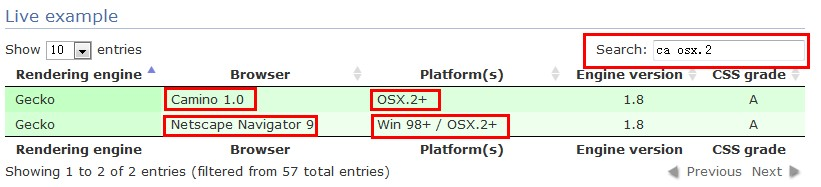 Live example
Show 10 entries Search: ca osx.2
Rendering engine Browser Platform(s) Engine version CSS grade
Gecko Camino 1.0 OSX.2+ 1.8 A
Gecko Netscape Navigator 9 Win 98+ / OSX.2+ 1.8 A
Rendering engine Browser Platform(s) Engine version CSS grade
Showing 1 to 2 of 2 entries (filtered from 57 total entries) Previous Next